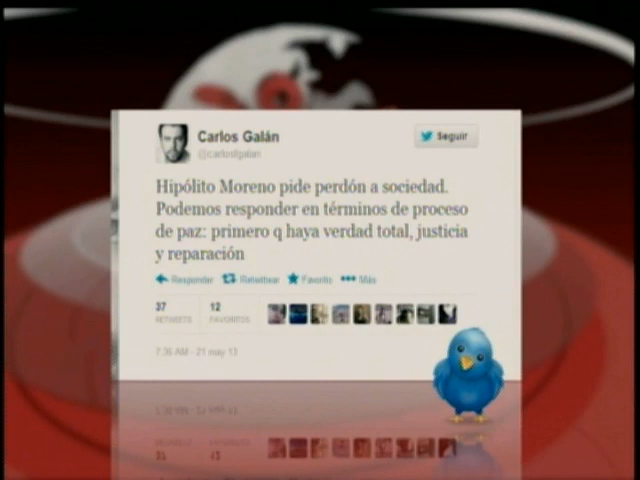 Carlos Galán
@carlosfgalan
Seguir
Hipólito Moreno pide perdón a sociedad.
Podemos responder en términos de proceso
de paz: primero q haya verdad total, justicia
y reparación
Responder Retwittear Favorito Más
37 12
RETWEETS FAVORITOS
7:36 AM - 21 may 13